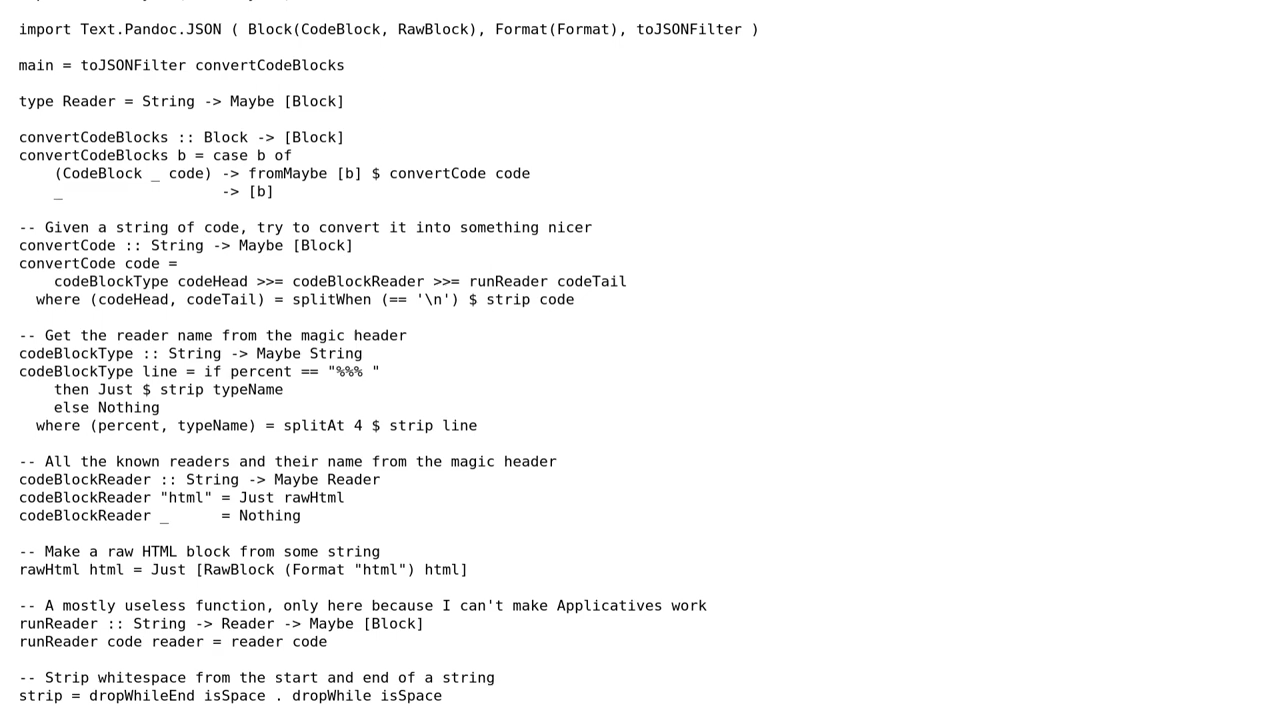 import Text.Pandoc.JSON ( Block(CodeBlock, RawBlock), Format(Format), toJSONFilter )
main = toJSONFilter convertCodeBlocks
type Reader = String -> Maybe [Block]
convertCodeBlocks :: Block -> [Block]
convertCodeBlocks b = case b of
    (CodeBlock _ code) -> fromMaybe [b] $ convertCode code
    _                  -> [b]
-- Given a string of code, try to convert it into something nicer
convertCode :: String -> Maybe [Block]
convertCode code =
    codeBlockType codeHead >>= codeBlockReader >>= runReader codeTail
  where (codeHead, codeTail) = splitWhen (== '\n') $ strip code
-- Get the reader name from the magic header
codeBlockType :: String -> Maybe String
codeBlockType line = if percent == "%%% "
    then Just $ strip typeName
    else Nothing
  where (percent, typeName) = splitAt 4 $ strip line
-- All the known readers and their name from the magic header
codeBlockReader :: String -> Maybe Reader
codeBlockReader "html" = Just rawHtml
codeBlockReader _      = Nothing
-- Make a raw HTML block from some string
rawHtml html = Just [RawBlock (Format "html") html]
-- A mostly useless function, only here because I can't make Applicatives work
runReader :: String -> Reader -> Maybe [Block]
runReader code reader = reader code
-- Strip whitespace from the start and end of a string
strip = dropWhileEnd isSpace . dropWhile isSpace